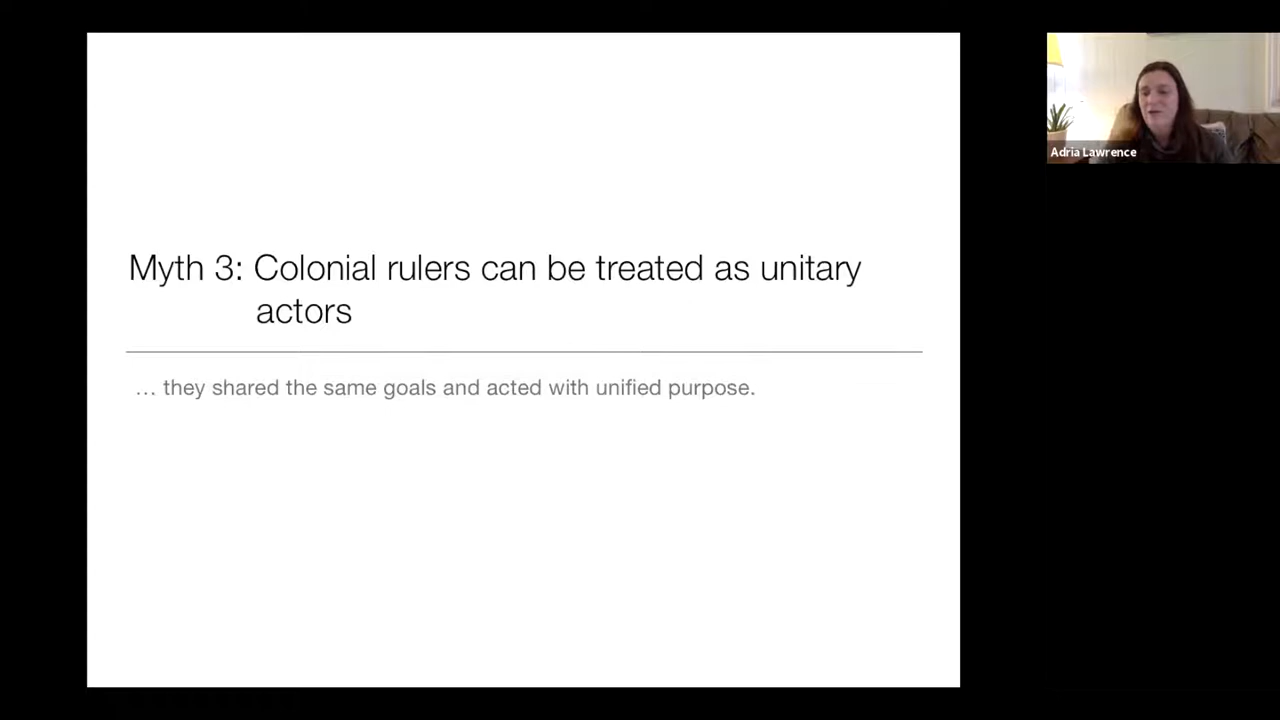 Myth 3: Colonial rulers can be treated as unitary
actors
… they shared the same goals and acted with unified purpose.
Adria Lawrence